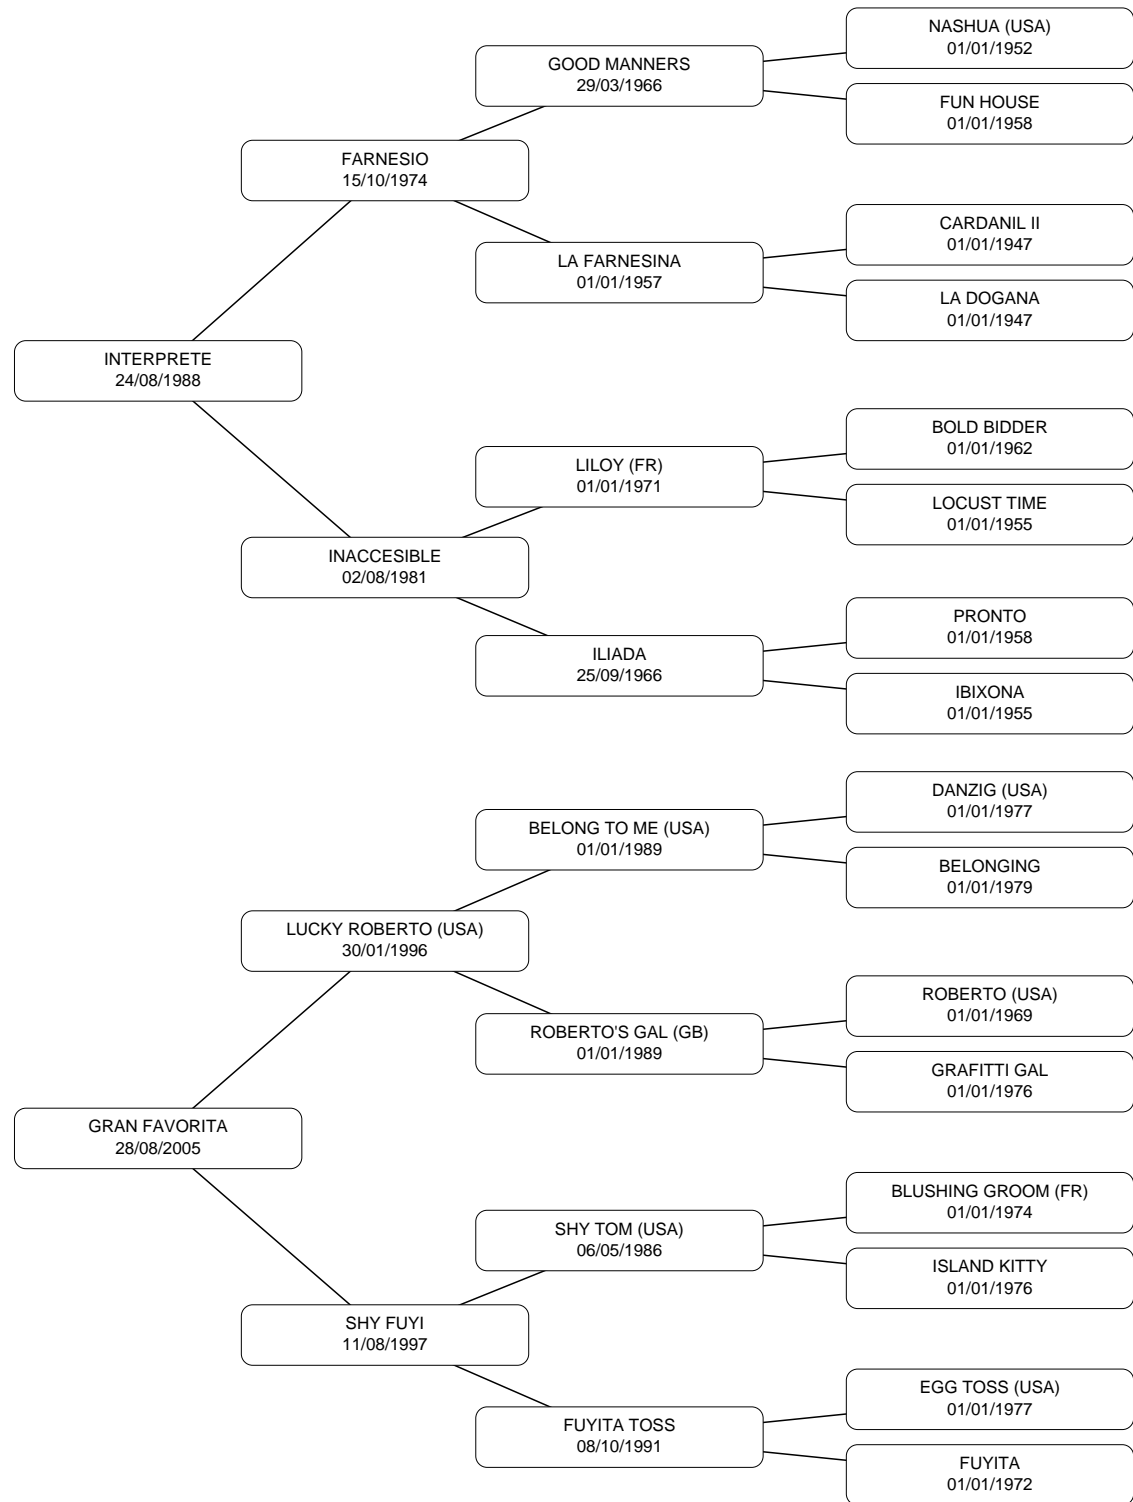 NASHUA (USA)
01/01/1952
GOOD MANNERS
29/03/1966
FUN HOUSE
01/01/1958
FARNESIO
15/10/1974
CARDANIL II
01/01/1947
LA FARNESINA
01/01/1957
LA DOGANA
01/01/1947
INTERPRETE
24/08/1988
BOLD BIDDER
01/01/1962
LILOY (FR)
01/01/1971
LOCUST TIME
01/01/1955
INACCESIBLE
02/08/1981
PRONTO
01/01/1958
ILIADA
25/09/1966
IBIXONA
01/01/1955
DANZIG (USA)
01/01/1977
BELONG TO ME (USA)
01/01/1989
BELONGING
01/01/1979
LUCKY ROBERTO (USA)
30/01/1996
ROBERTO (USA)
01/01/1969
ROBERTO'S GAL (GB)
01/01/1989
GRAFITTI GAL
01/01/1976
GRAN FAVORITA
28/08/2005
BLUSHING GROOM (FR)
01/01/1974
SHY TOM (USA)
06/05/1986
ISLAND KITTY
01/01/1976
SHY FUYI
11/08/1997
EGG TOSS (USA)
01/01/1977
FUYITA TOSS
08/10/1991
FUYITA
01/01/1972